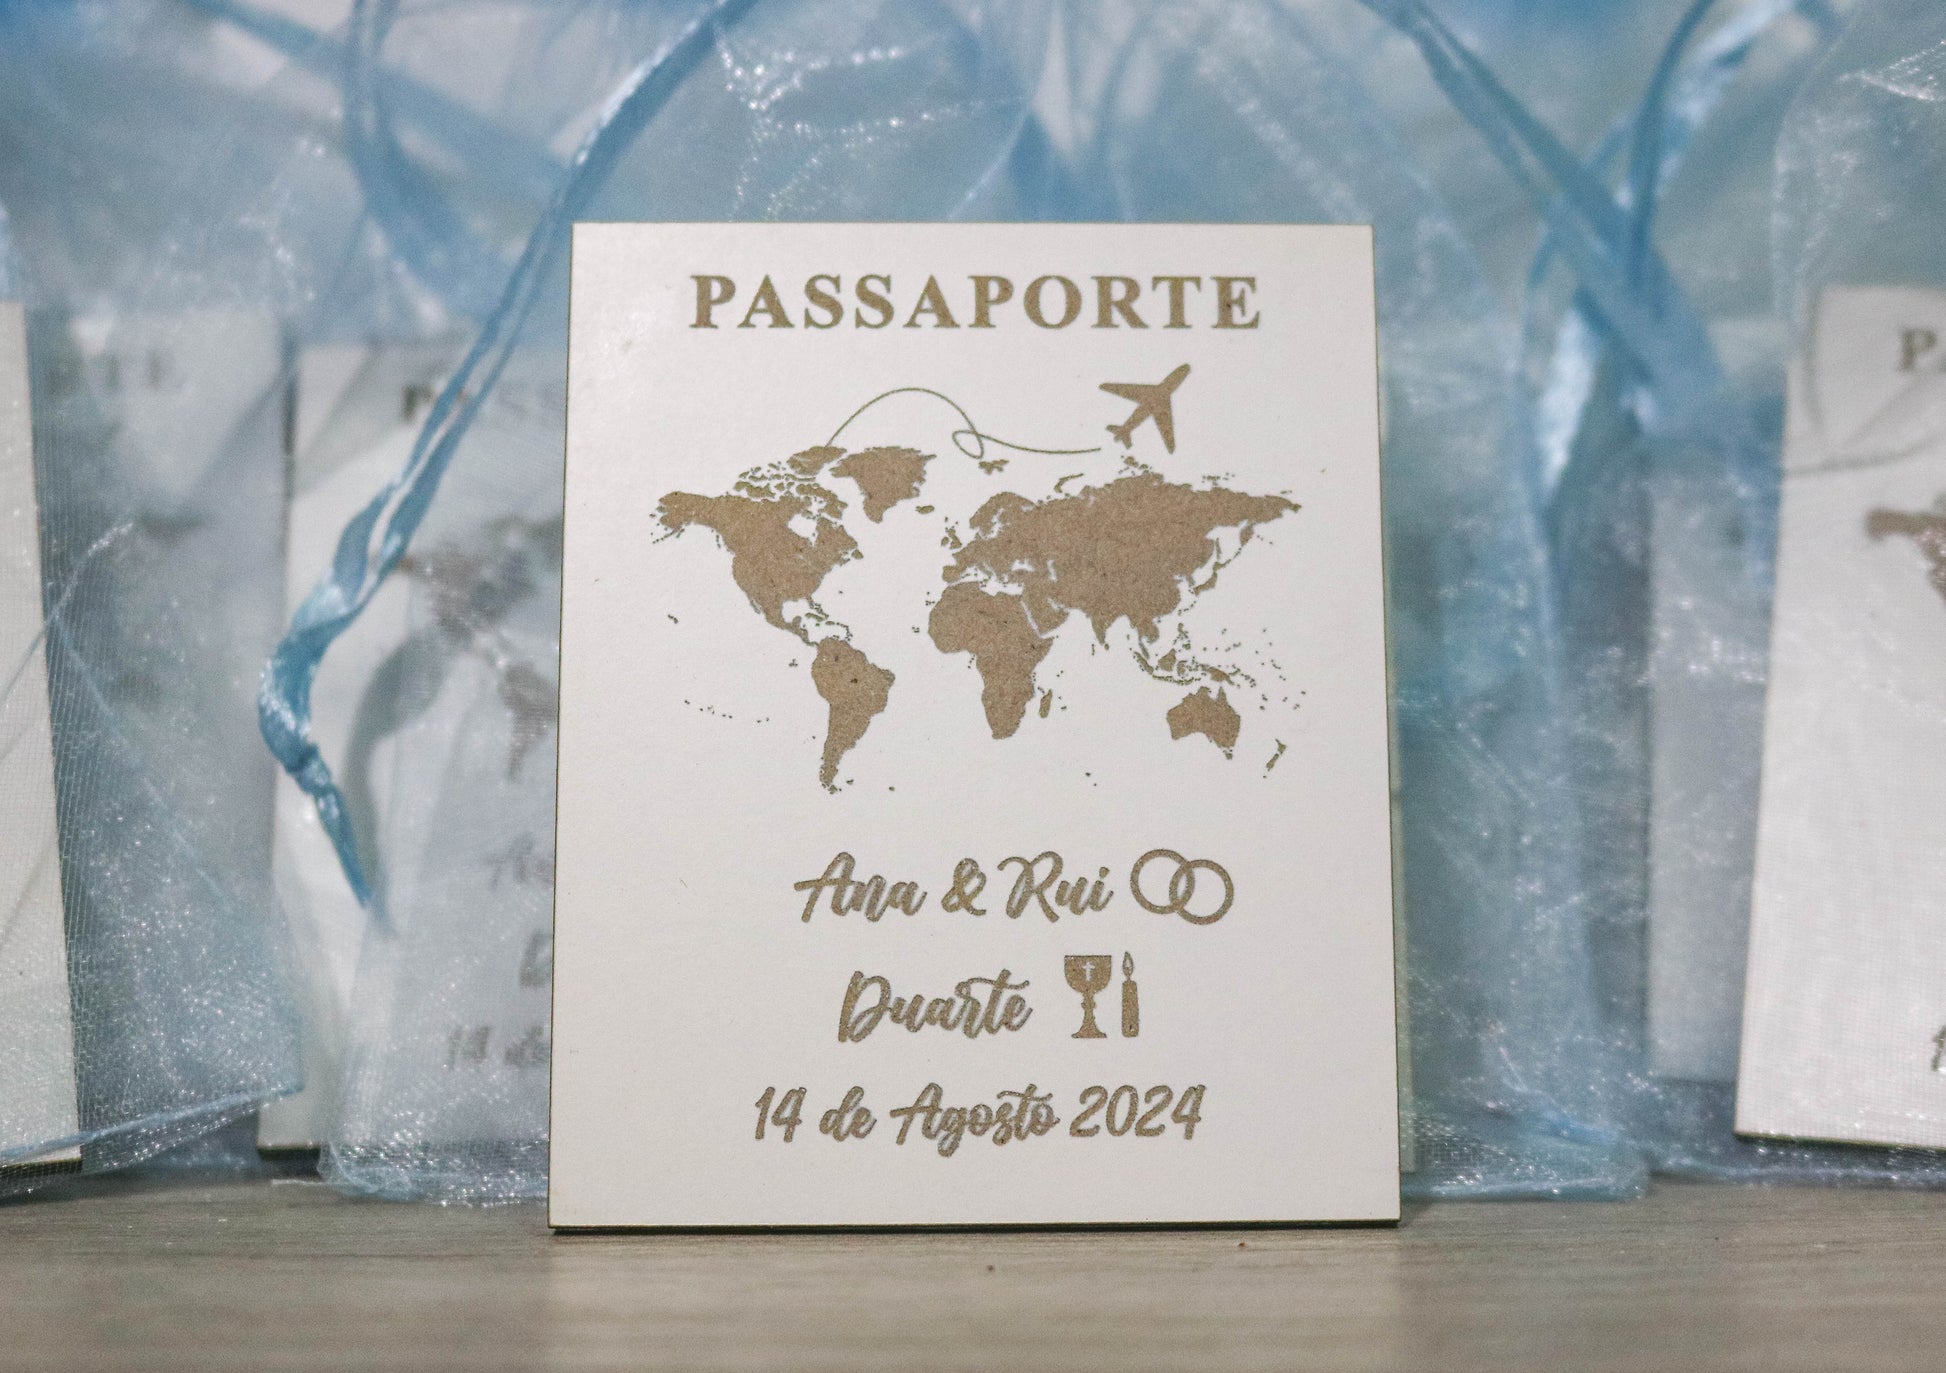 PASSAPORTE
Ana & Rui
Duarte
14 de Agosto 2024